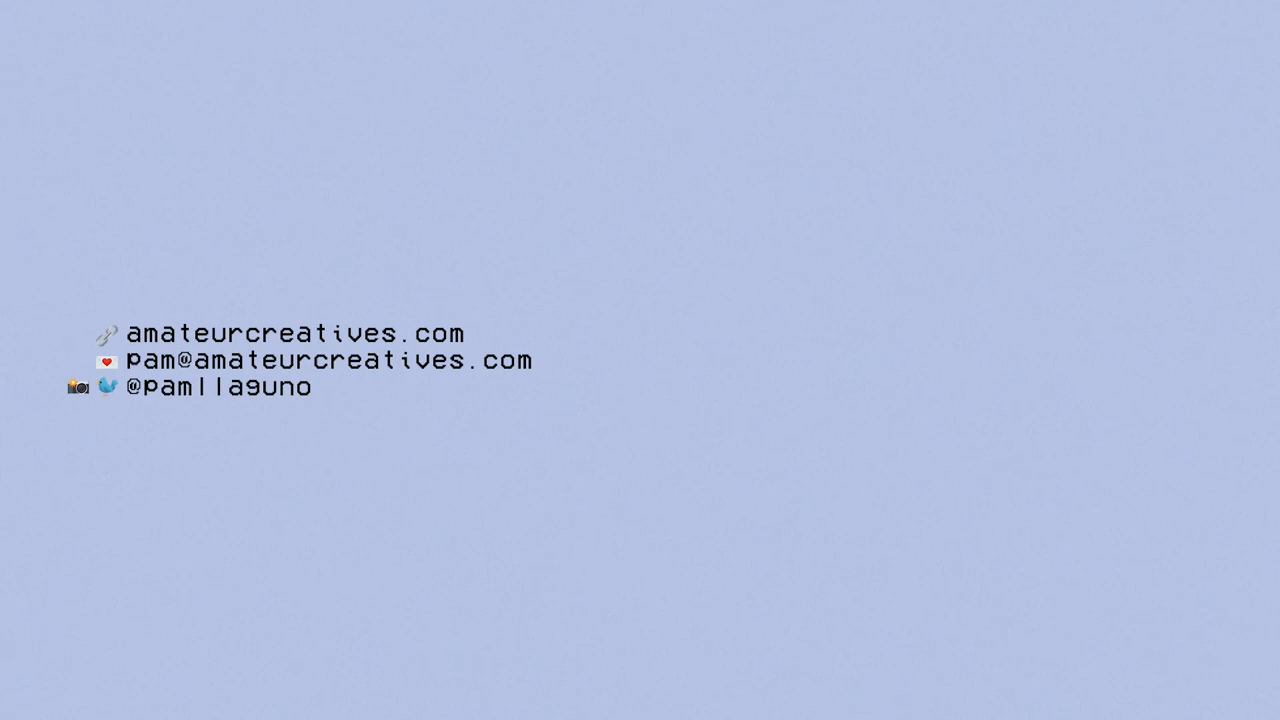 🔗 amateurcreatives.com
💌 pam@amateurcreatives.com
📸 🐦 @pamllaguno